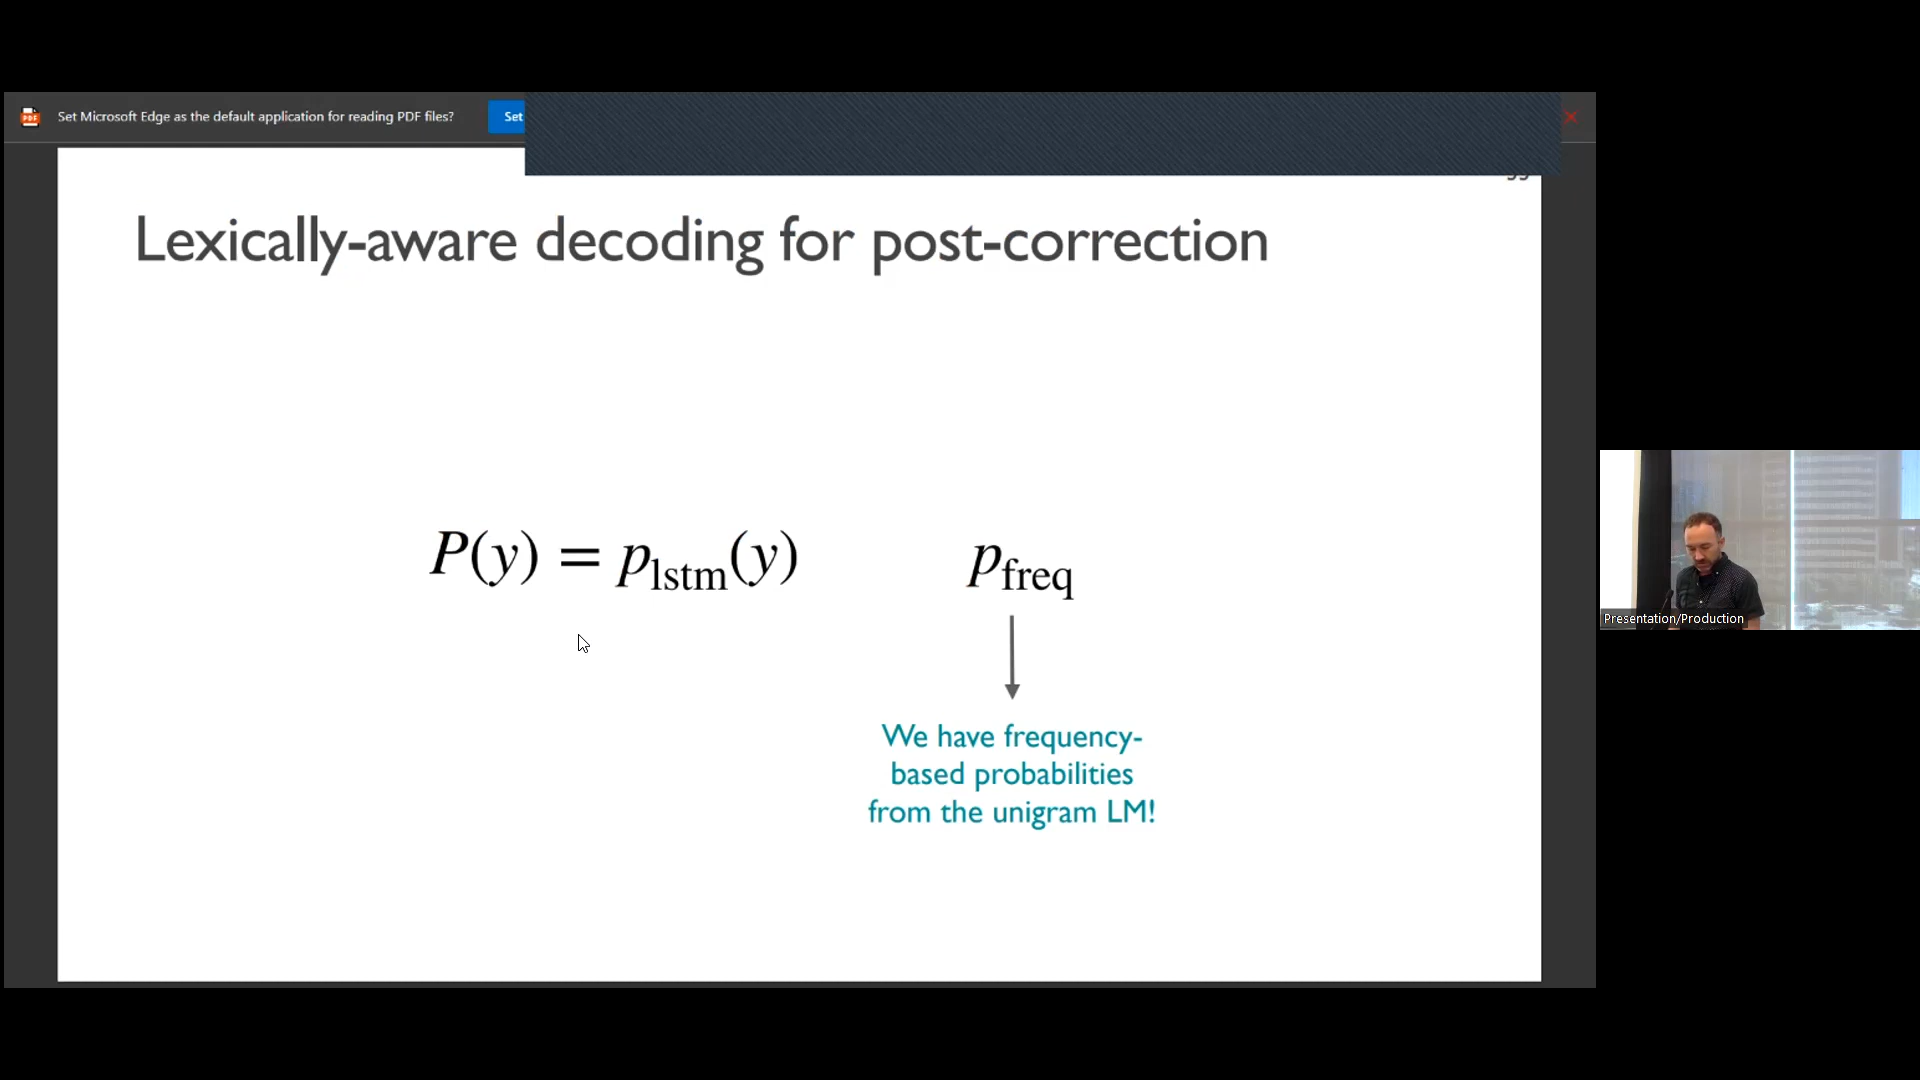 Set Microsoft Edge as the default application for reading PDF files?
Set
Lexically-aware decoding for post-correction
P(y) = p_lstm(y)
p_freq
We have frequency-
based probabilities
from the unigram LM!
Presentation/Production